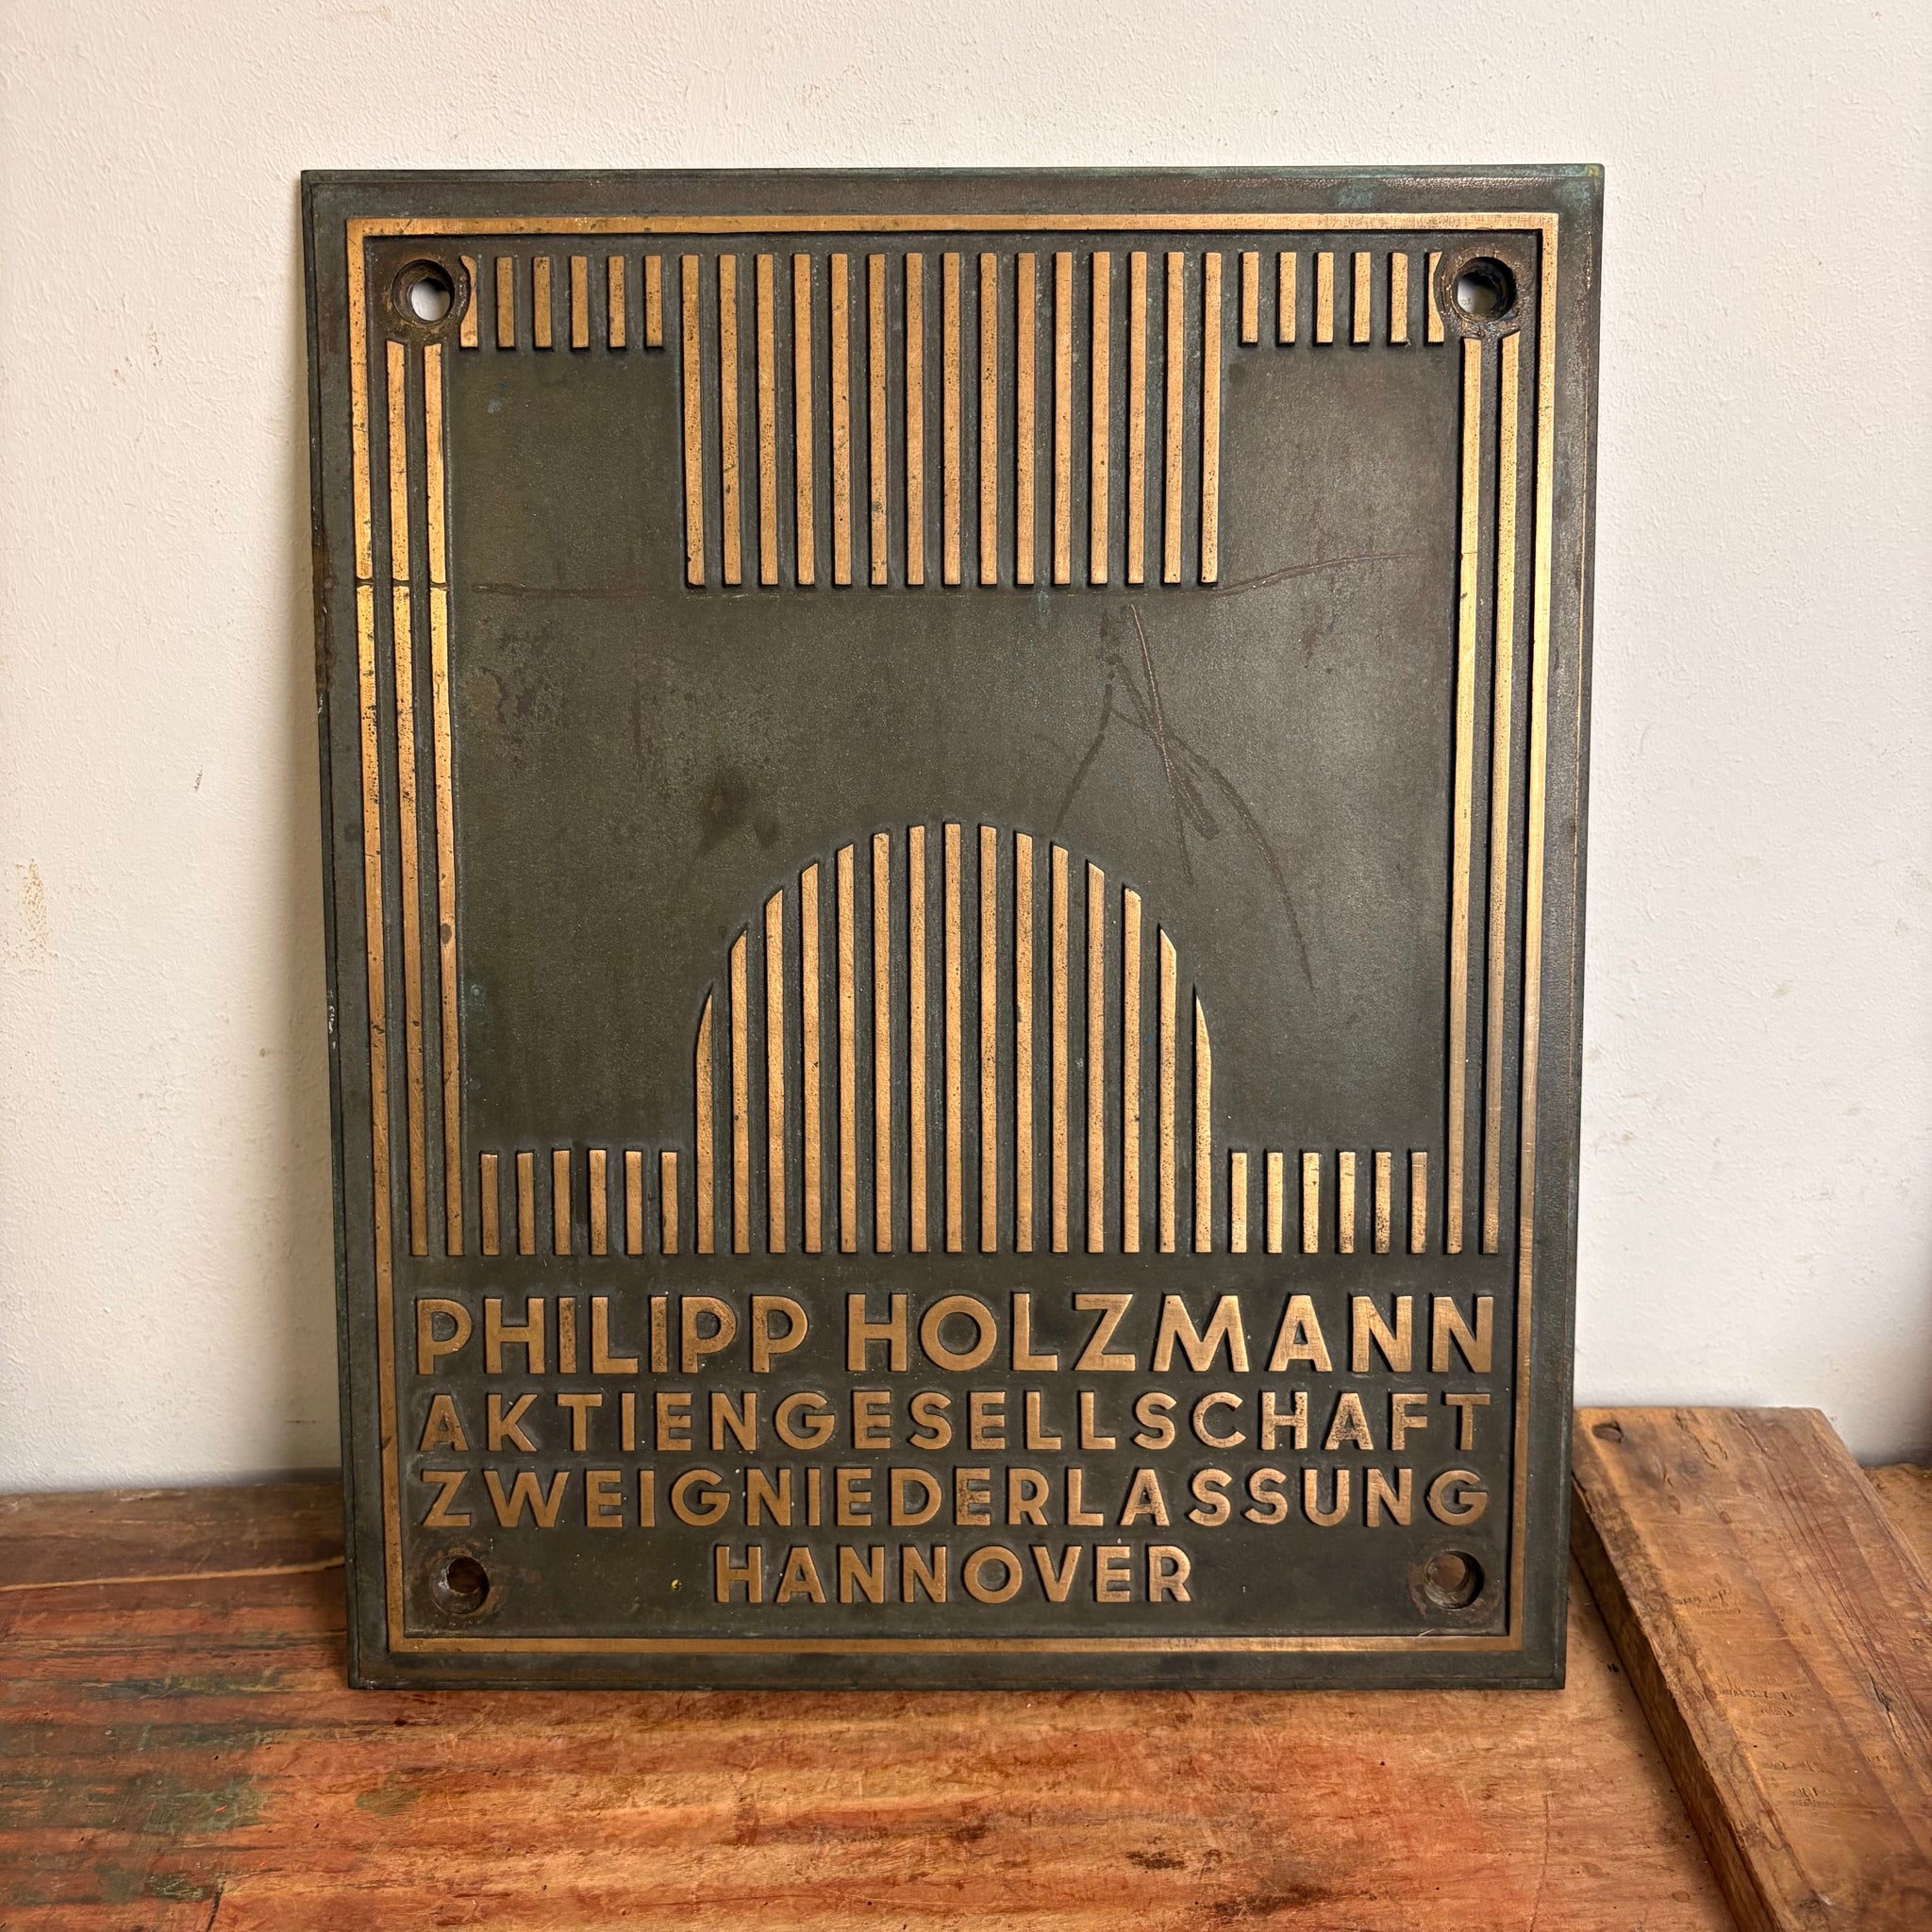 PHILIPP HOLZMANN
AKTIENGESELLSCHAFT
ZWEIGNIEDERLASSUNG
HANNOVER